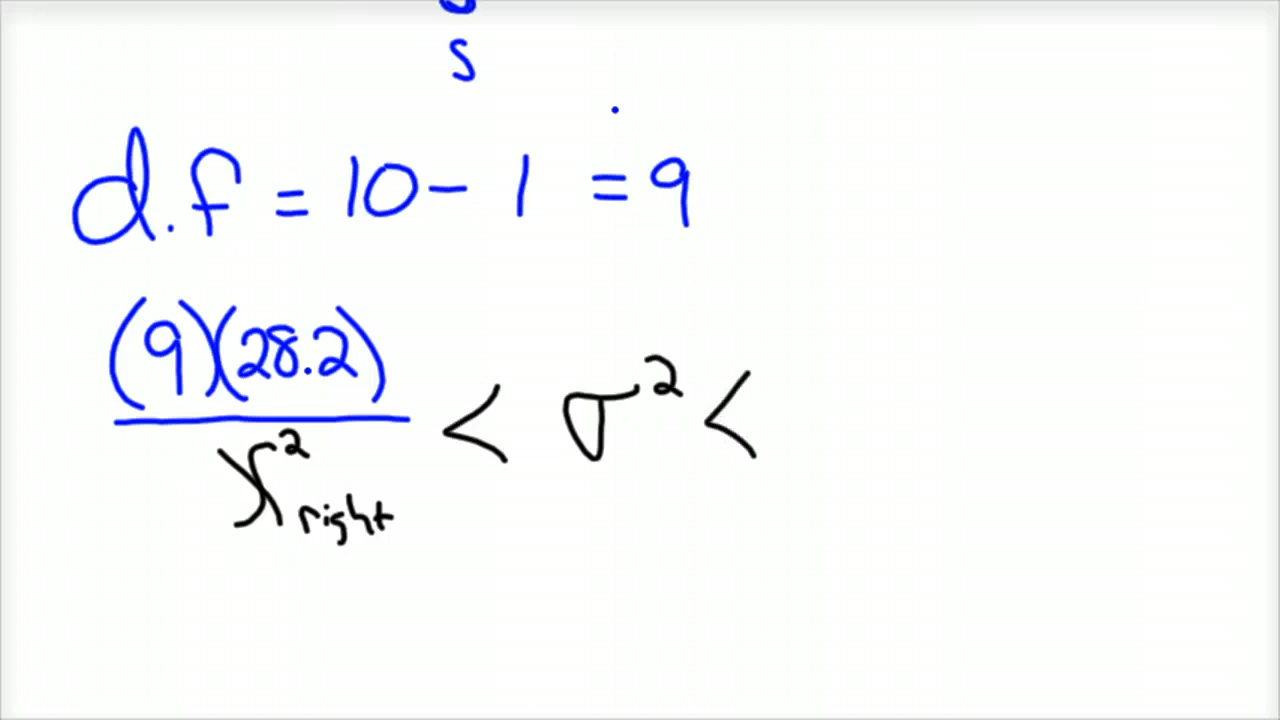 s
d.f = 10 - 1 = 9
(9)(28.2) / χ²right < σ² <